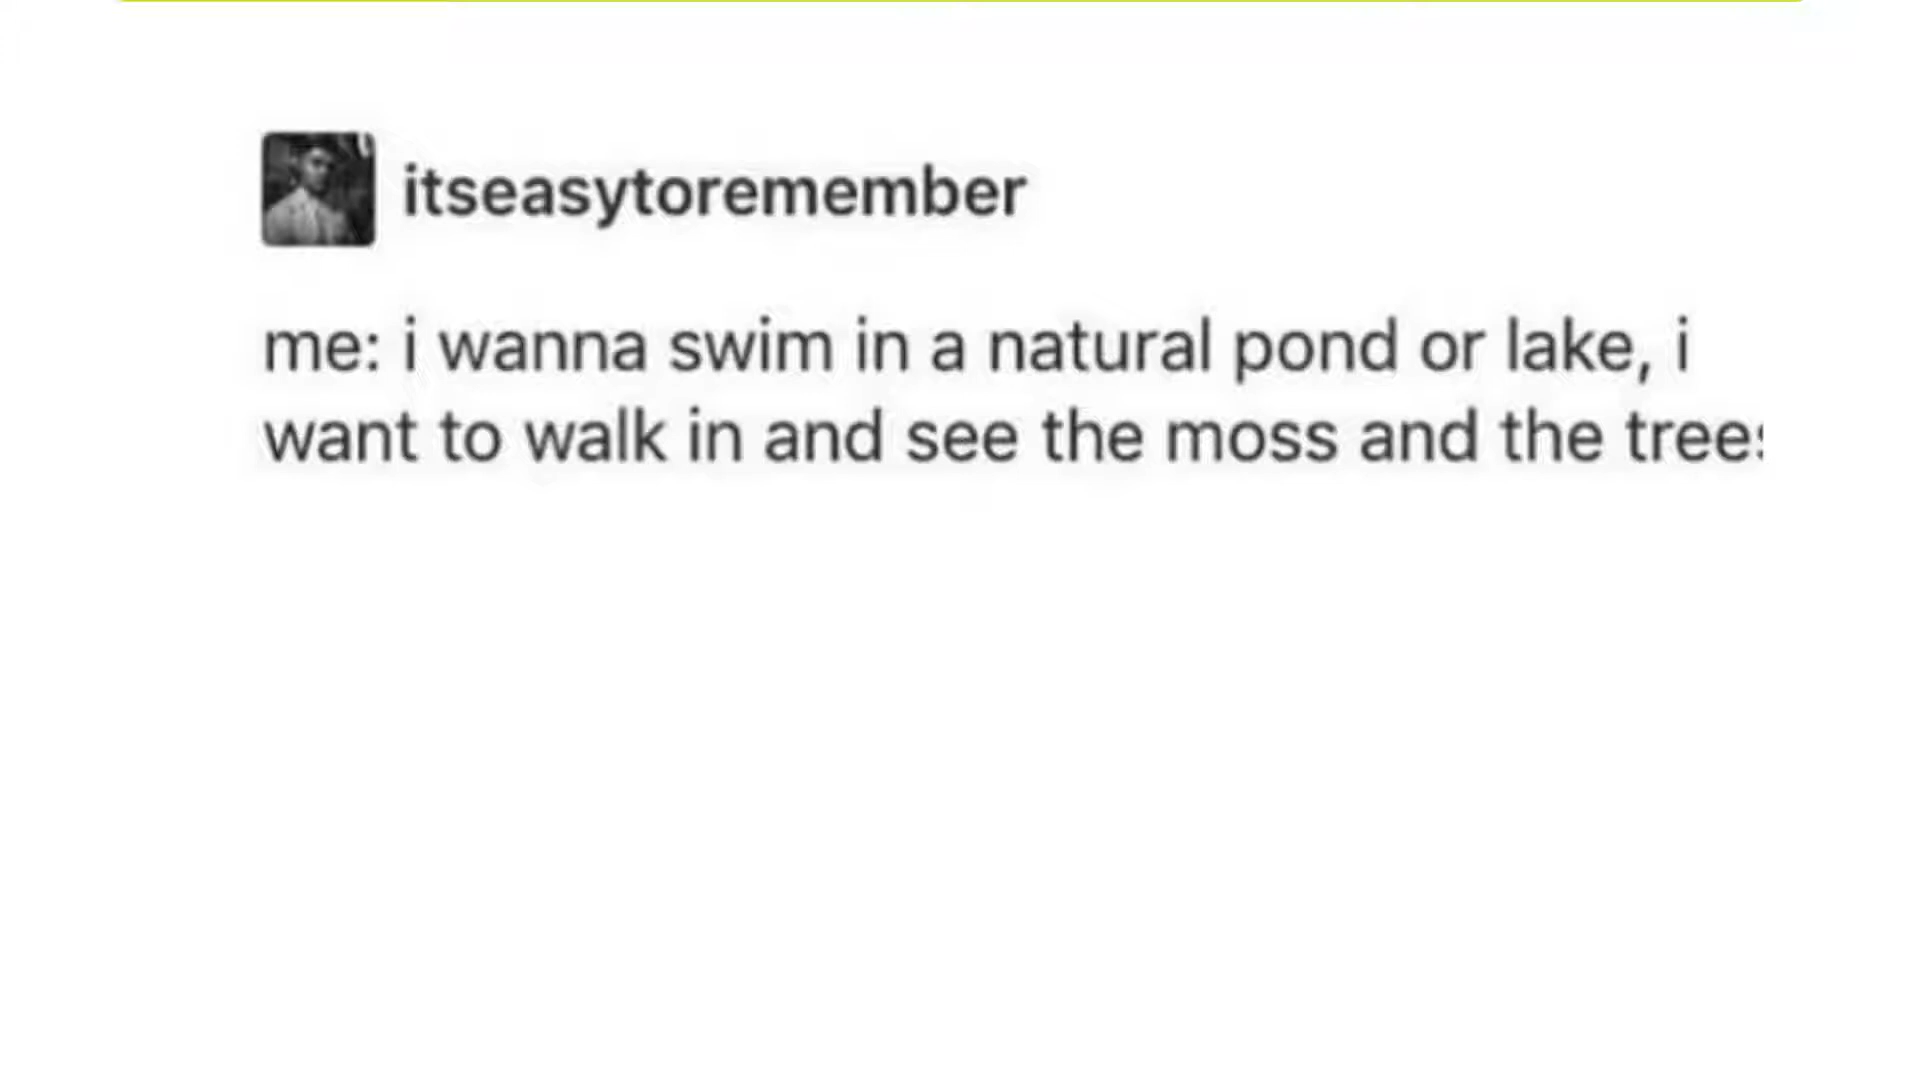 itseasytoremember
me: i wanna swim in a natural pond or lake, i
want to walk in and see the moss and the trees